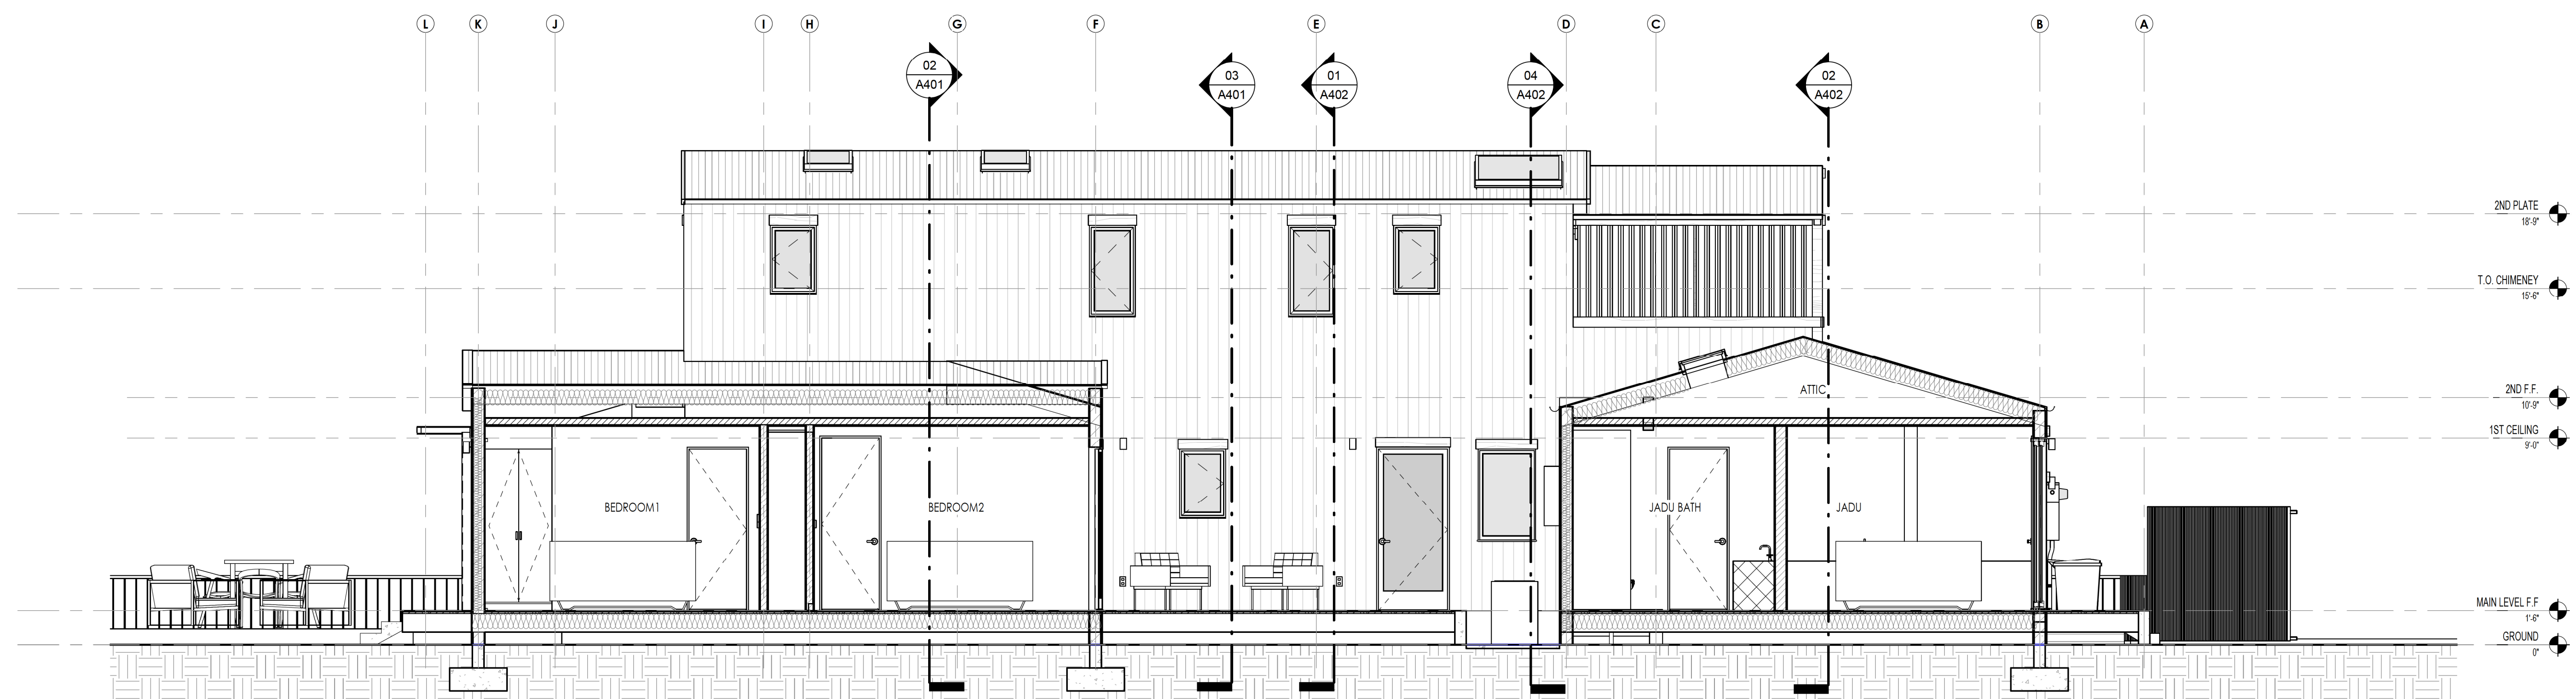 L K J I H G F E D C B A
02
A401
03
A401
01
A402
04
A402
02
A402
2ND PLATE
18'-9"
T.O. CHIMENEY
15'-6"
ATTIC
2ND F.F.
10'-9"
1ST CEILING
9'-0"
BEDROOM1
BEDROOM2
JADU BATH
JADU
MAIN LEVEL F.F
1'-6"
GROUND
0"